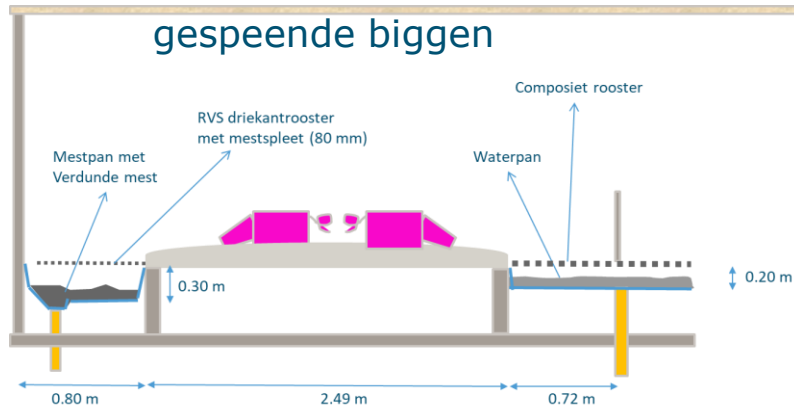 gespeende biggen
Composiet rooster
RVS driekantrooster
met mestspleet (80 mm)
Mestpan met
Verdunde mest
Waterpan
0.30 m
0.20 m
0.80 m
2.49 m
0.72 m